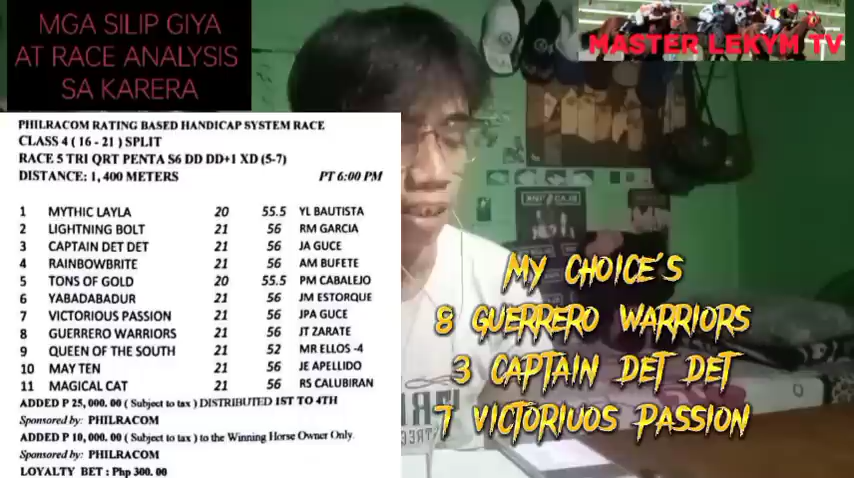 MGA SILIP GIYA
AT RACE ANALYSIS
SA KARERA
MASTER LEKYM TV
PHILRACOM RATING BASED HANDICAP SYSTEM RACE
CLASS 4 ( 16 - 21 ) SPLIT
RACE 5 TRI QRT PENTA S6 DD DD+1 XD (5-7)
DISTANCE: 1, 400 METERS PT 6:00 PM
1 MYTHIC LAYLA 20 55.5 YL BAUTISTA
2 LIGHTNING BOLT 21 56 RM GARCIA
3 CAPTAIN DET DET 21 56 JA GUCE
4 RAINBOWBRITE 21 56 AM BUFETE
5 TONS OF GOLD 20 55.5 PM CABALEJO
6 YABADABADUR 21 56 JM ESTORQUE
7 VICTORIOUS PASSION 21 56 JPA GUCE
8 GUERRERO WARRIORS 21 56 JT ZARATE
9 QUEEN OF THE SOUTH 21 52 MR ELLOS -4
10 MAY TEN 21 56 JE APELLIDO
11 MAGICAL CAT 21 56 RS CALUBIRAN
ADDED P 25, 000. 00 ( Subject to tax ) DISTRIBUTED 1ST TO 4TH
Sponsored by: PHILRACOM
ADDED P 10, 000. 00 ( Subject to tax ) to the Winning Horse Owner Only.
Sponsored by: PHILRACOM
LOYALTY BET : Php 300. 00
MY CHOICE'S
8 GUERRERO WARRIORS
3 CAPTAIN DET DET
7 VICTORIUOS PASSION